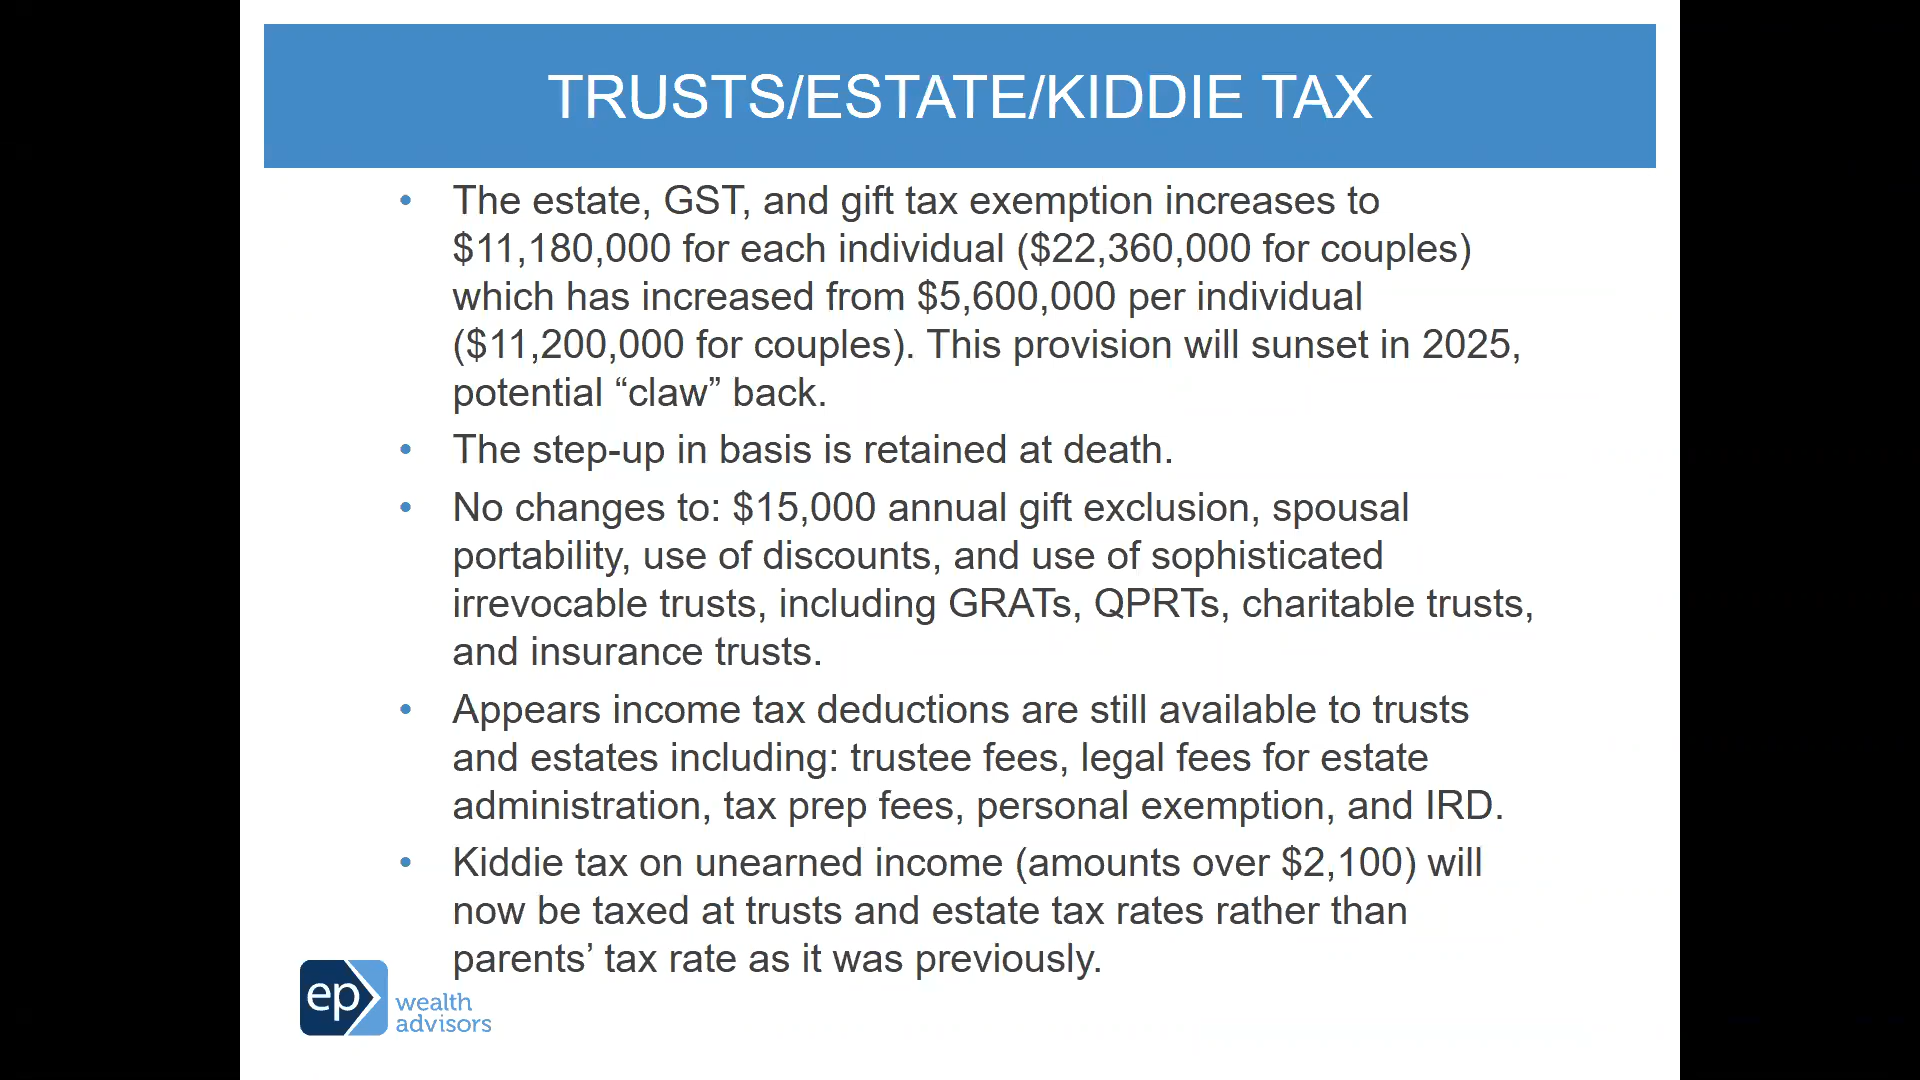 TRUSTS/ESTATE/KIDDIE TAX
• The estate, GST, and gift tax exemption increases to
$11,180,000 for each individual ($22,360,000 for couples)
which has increased from $5,600,000 per individual
($11,200,000 for couples). This provision will sunset in 2025,
potential “claw” back.
• The step-up in basis is retained at death.
• No changes to: $15,000 annual gift exclusion, spousal
portability, use of discounts, and use of sophisticated
irrevocable trusts, including GRATs, QPRTs, charitable trusts,
and insurance trusts.
• Appears income tax deductions are still available to trusts
and estates including: trustee fees, legal fees for estate
administration, tax prep fees, personal exemption, and IRD.
• Kiddie tax on unearned income (amounts over $2,100) will
now be taxed at trusts and estate tax rates rather than
parents’ tax rate as it was previously.
ep
wealth
advisors